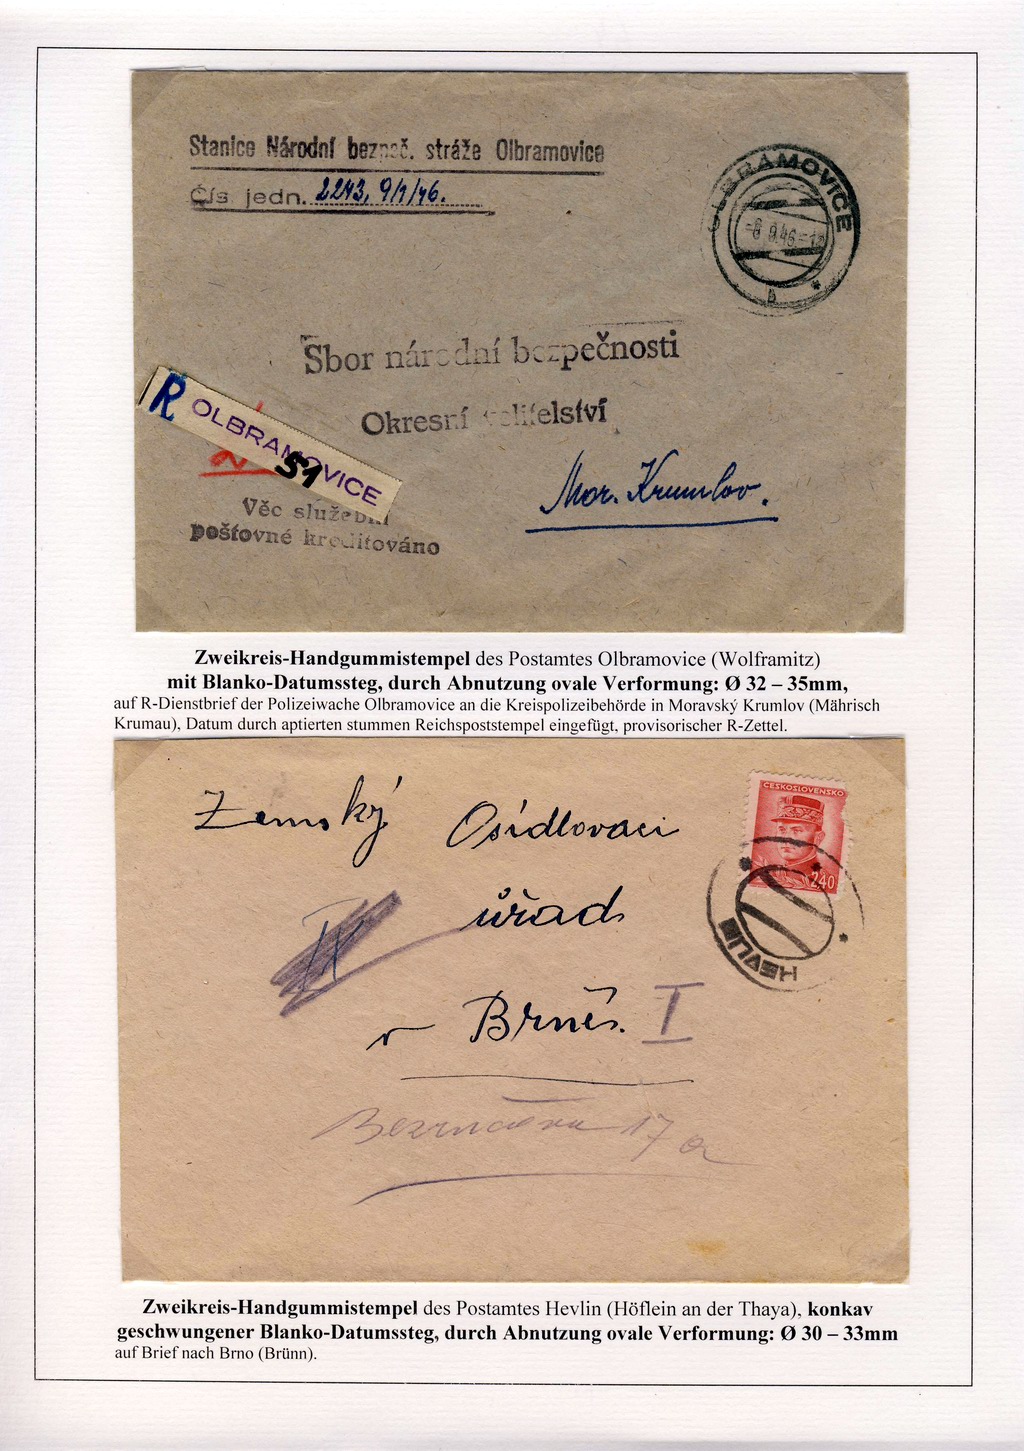 Stanice Národní bezpeč. stráže Olbramovice
Čís. jedn. 2243, 9/1/46.
OLBRAMOVICE
-8.9.46-12
b
Sbor národní bezpečnosti
Okresní velitelství
R OLBRAMOVICE
51
Mor. Krumlov.
Věc služební
poštovné kreditováno
Zweikreis-Handgummistempel des Postamtes Olbramovice (Wolframitz)
mit Blanko-Datumssteg, durch Abnutzung ovale Verformung: Ø 32 – 35mm,
auf R-Dienstbrief der Polizeiwache Olbramovice an die Kreispolizeibehörde in Moravský Krumlov (Mährisch
Krumau), Datum durch aptierten stummen Reichspoststempel eingefügt, provisorischer R-Zettel.
ČESKOSLOVENSKO
2·40
HEVLIN
Zemský Osídlovací
úřad
IV
v Brně. I
Bezručova 17 a
Zweikreis-Handgummistempel des Postamtes Hevlin (Höflein an der Thaya), konkav
geschwungener Blanko-Datumssteg, durch Abnutzung ovale Verformung: Ø 30 – 33mm
auf Brief nach Brno (Brünn).